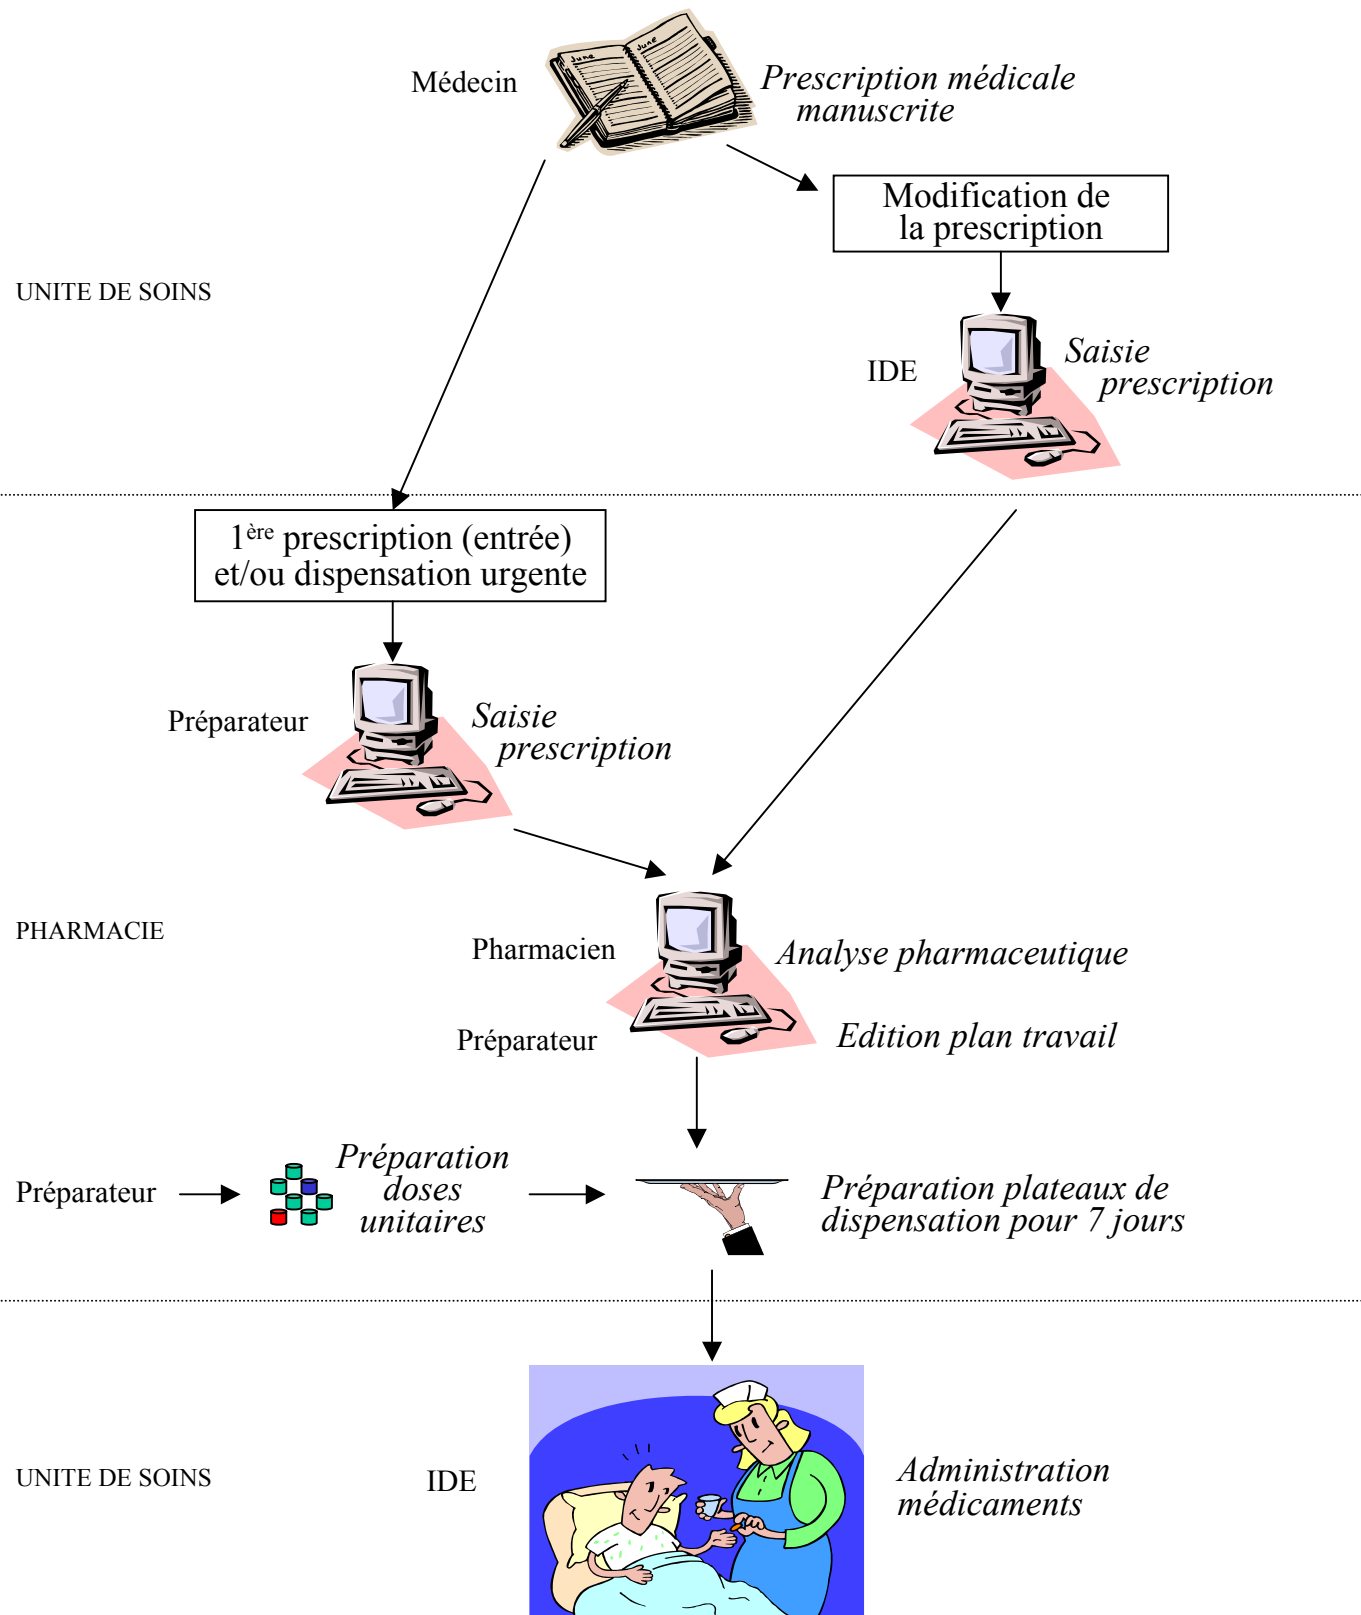 Médecin
Prescription médicale
manuscrite
June
June
Modification de
la prescription
UNITE DE SOINS
IDE
Saisie
prescription
1ère prescription (entrée)
et/ou dispensation urgente
Préparateur
Saisie
prescription
PHARMACIE
Pharmacien
Analyse pharmaceutique
Préparateur
Edition plan travail
Préparateur
Préparation
doses
unitaires
Préparation plateaux de
dispensation pour 7 jours
UNITE DE SOINS
IDE
Administration
médicaments